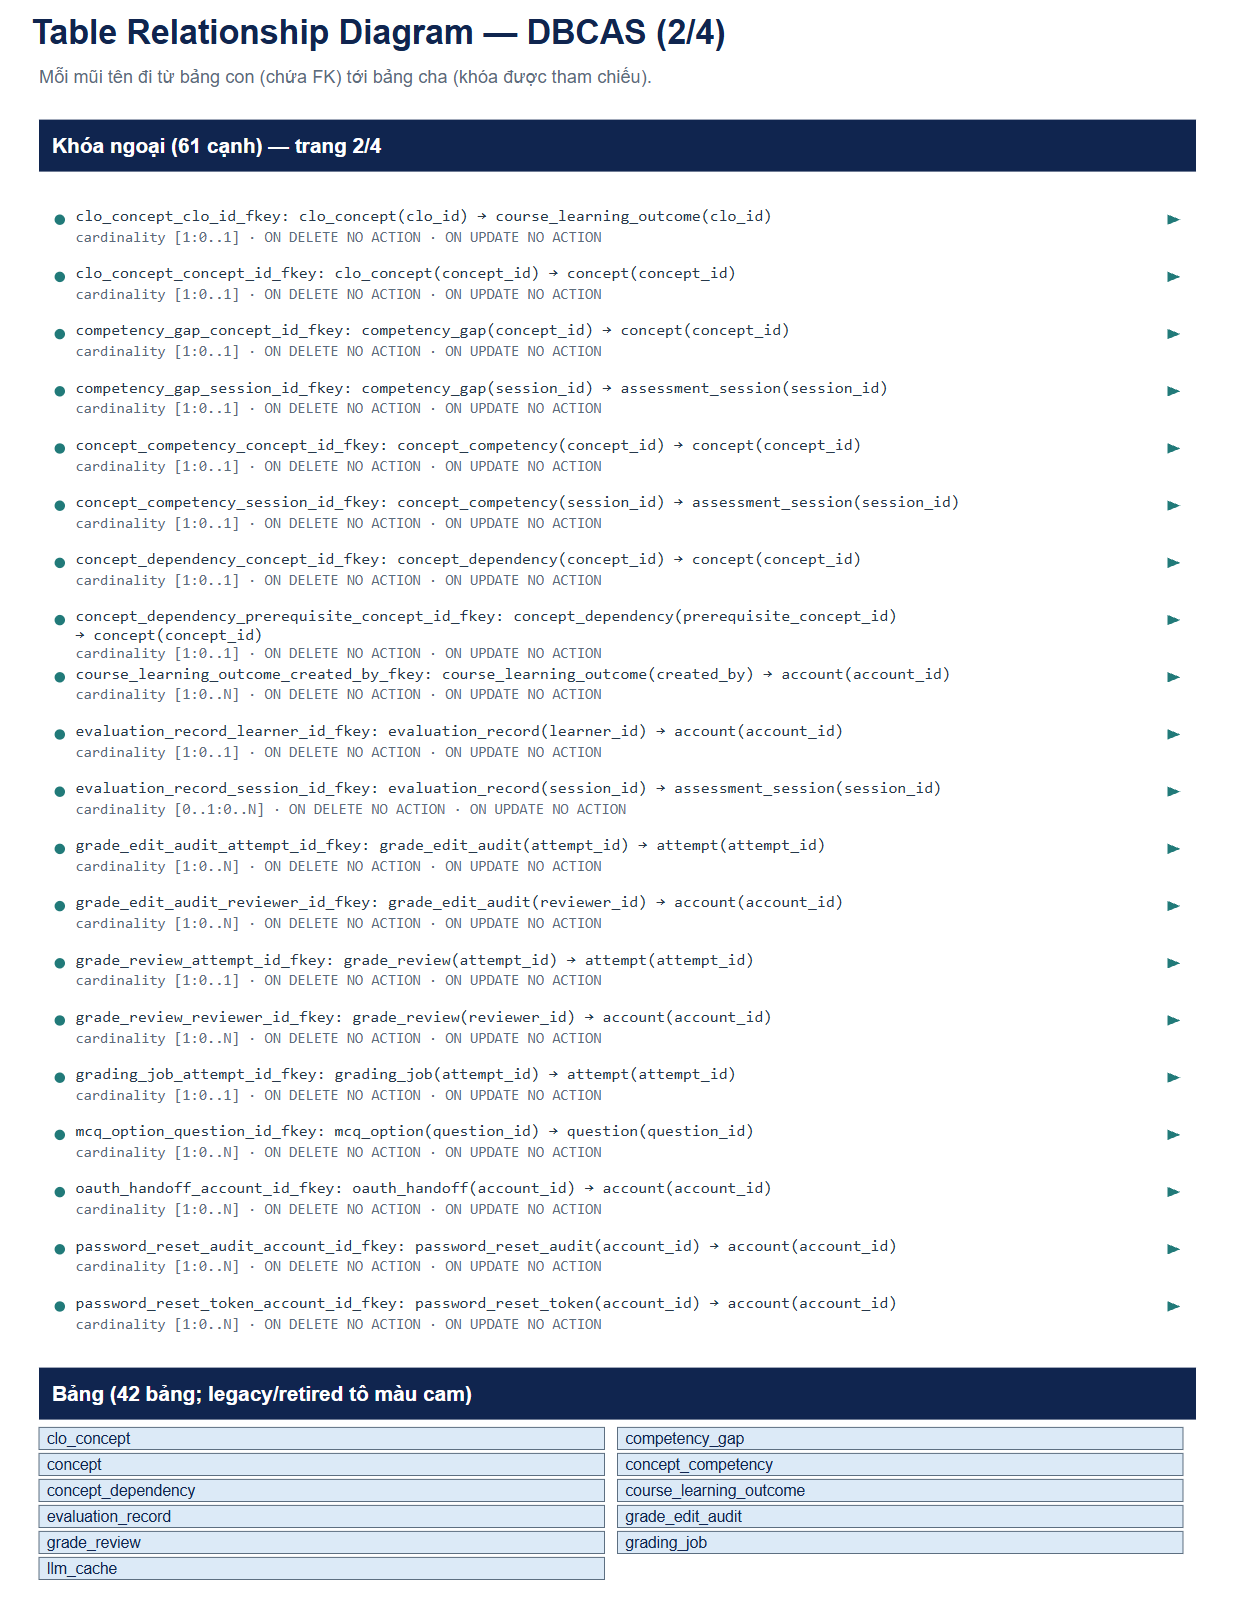 Table Relationship Diagram — DBCAS (2/4)
Mỗi mũi tên đi từ bảng con (chứa FK) tới bảng cha (khóa được tham chiếu).
Khóa ngoại (61 cạnh) — trang 2/4
clo_concept_clo_id_fkey: clo_concept(clo_id) → course_learning_outcome(clo_id)
cardinality [1:0..1] · ON DELETE NO ACTION · ON UPDATE NO ACTION
clo_concept_concept_id_fkey: clo_concept(concept_id) → concept(concept_id)
cardinality [1:0..1] · ON DELETE NO ACTION · ON UPDATE NO ACTION
competency_gap_concept_id_fkey: competency_gap(concept_id) → concept(concept_id)
cardinality [1:0..1] · ON DELETE NO ACTION · ON UPDATE NO ACTION
competency_gap_session_id_fkey: competency_gap(session_id) → assessment_session(session_id)
cardinality [1:0..1] · ON DELETE NO ACTION · ON UPDATE NO ACTION
concept_competency_concept_id_fkey: concept_competency(concept_id) → concept(concept_id)
cardinality [1:0..1] · ON DELETE NO ACTION · ON UPDATE NO ACTION
concept_competency_session_id_fkey: concept_competency(session_id) → assessment_session(session_id)
cardinality [1:0..1] · ON DELETE NO ACTION · ON UPDATE NO ACTION
concept_dependency_concept_id_fkey: concept_dependency(concept_id) → concept(concept_id)
cardinality [1:0..1] · ON DELETE NO ACTION · ON UPDATE NO ACTION
concept_dependency_prerequisite_concept_id_fkey: concept_dependency(prerequisite_concept_id)
→ concept(concept_id)
cardinality [1:0..1] · ON DELETE NO ACTION · ON UPDATE NO ACTION
course_learning_outcome_created_by_fkey: course_learning_outcome(created_by) → account(account_id)
cardinality [1:0..N] · ON DELETE NO ACTION · ON UPDATE NO ACTION
evaluation_record_learner_id_fkey: evaluation_record(learner_id) → account(account_id)
cardinality [1:0..1] · ON DELETE NO ACTION · ON UPDATE NO ACTION
evaluation_record_session_id_fkey: evaluation_record(session_id) → assessment_session(session_id)
cardinality [0..1:0..N] · ON DELETE NO ACTION · ON UPDATE NO ACTION
grade_edit_audit_attempt_id_fkey: grade_edit_audit(attempt_id) → attempt(attempt_id)
cardinality [1:0..N] · ON DELETE NO ACTION · ON UPDATE NO ACTION
grade_edit_audit_reviewer_id_fkey: grade_edit_audit(reviewer_id) → account(account_id)
cardinality [1:0..N] · ON DELETE NO ACTION · ON UPDATE NO ACTION
grade_review_attempt_id_fkey: grade_review(attempt_id) → attempt(attempt_id)
cardinality [1:0..1] · ON DELETE NO ACTION · ON UPDATE NO ACTION
grade_review_reviewer_id_fkey: grade_review(reviewer_id) → account(account_id)
cardinality [1:0..N] · ON DELETE NO ACTION · ON UPDATE NO ACTION
grading_job_attempt_id_fkey: grading_job(attempt_id) → attempt(attempt_id)
cardinality [1:0..1] · ON DELETE NO ACTION · ON UPDATE NO ACTION
mcq_option_question_id_fkey: mcq_option(question_id) → question(question_id)
cardinality [1:0..N] · ON DELETE NO ACTION · ON UPDATE NO ACTION
oauth_handoff_account_id_fkey: oauth_handoff(account_id) → account(account_id)
cardinality [1:0..N] · ON DELETE NO ACTION · ON UPDATE NO ACTION
password_reset_audit_account_id_fkey: password_reset_audit(account_id) → account(account_id)
cardinality [1:0..N] · ON DELETE NO ACTION · ON UPDATE NO ACTION
password_reset_token_account_id_fkey: password_reset_token(account_id) → account(account_id)
cardinality [1:0..N] · ON DELETE NO ACTION · ON UPDATE NO ACTION
Bảng (42 bảng; legacy/retired tô màu cam)
clo_concept
competency_gap
concept
concept_competency
concept_dependency
course_learning_outcome
evaluation_record
grade_edit_audit
grade_review
grading_job
llm_cache